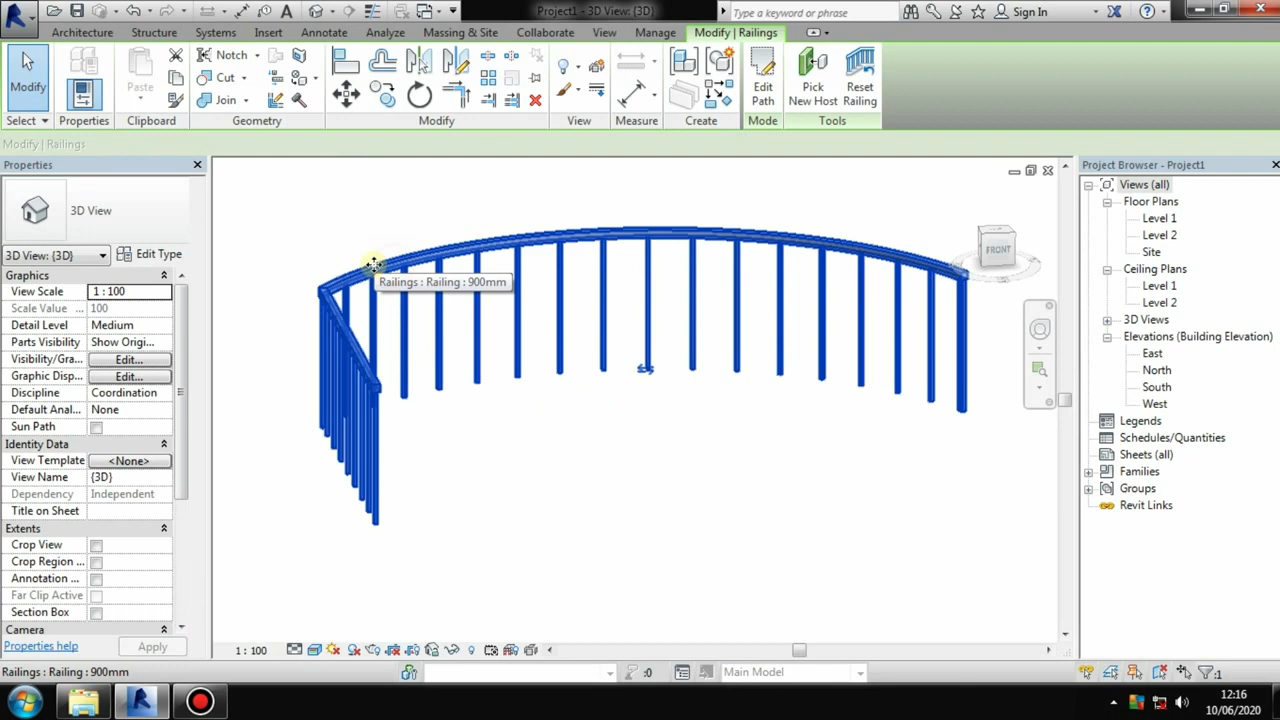 Project1 - 3D View: {3D}
Type a keyword or phrase
Sign In
Architecture
Structure
Systems
Insert
Annotate
Analyze
Massing & Site
Collaborate
View
Manage
Modify | Railings
Modify
Paste
Notch
Cut
Join
Edit
Path
Pick
New Host
Reset
Railing
Select
Properties
Clipboard
Geometry
Modify
View
Measure
Create
Mode
Tools
Modify | Railings
Properties
3D View
3D View: {3D}
Edit Type
Graphics
View Scale
1 : 100
Scale Value ...
100
Detail Level
Medium
Parts Visibility
Show Origi...
Visibility/Gra...
Edit...
Graphic Disp...
Edit...
Discipline
Coordination
Default Anal...
None
Sun Path
Identity Data
View Template
<None>
View Name
{3D}
Dependency
Independent
Title on Sheet
Extents
Crop View
Crop Region ...
Annotation ...
Far Clip Active
Section Box
Camera
Properties help
Apply
Railings : Railing : 900mm
FRONT
1 : 100
Project Browser - Project1
Views (all)
Floor Plans
Level 1
Level 2
Site
Ceiling Plans
Level 1
Level 2
3D Views
Elevations (Building Elevation)
East
North
South
West
Legends
Schedules/Quantities
Sheets (all)
Families
Groups
Revit Links
Railings : Railing : 900mm
:0
Main Model
:1
12:16
10/06/2020